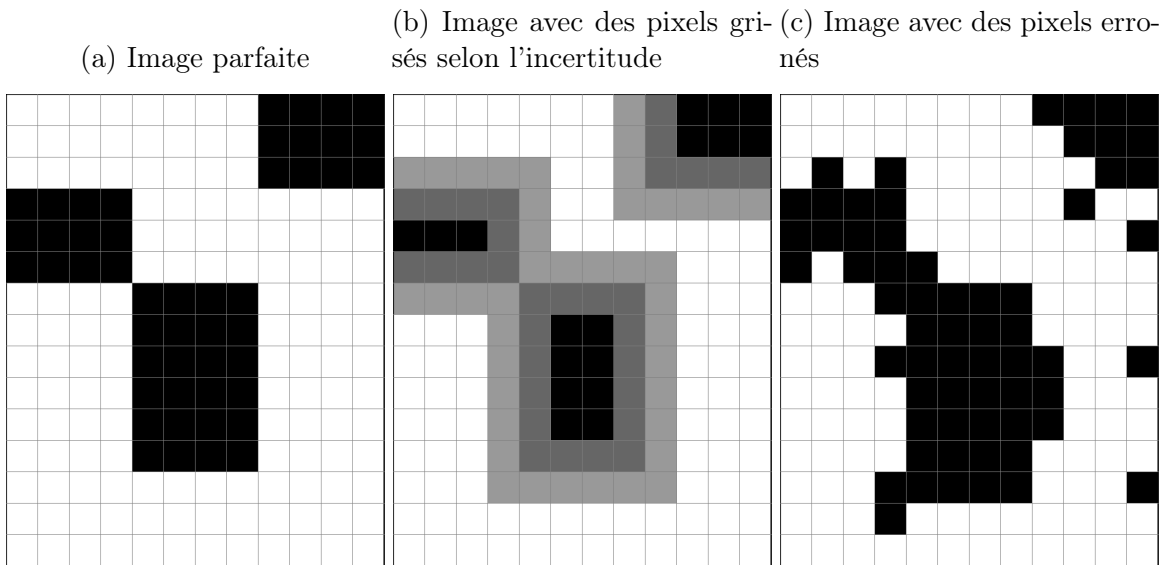 (a) Image parfaite
(b) Image avec des pixels gri-
sés selon l'incertitude
(c) Image avec des pixels erro-
nés